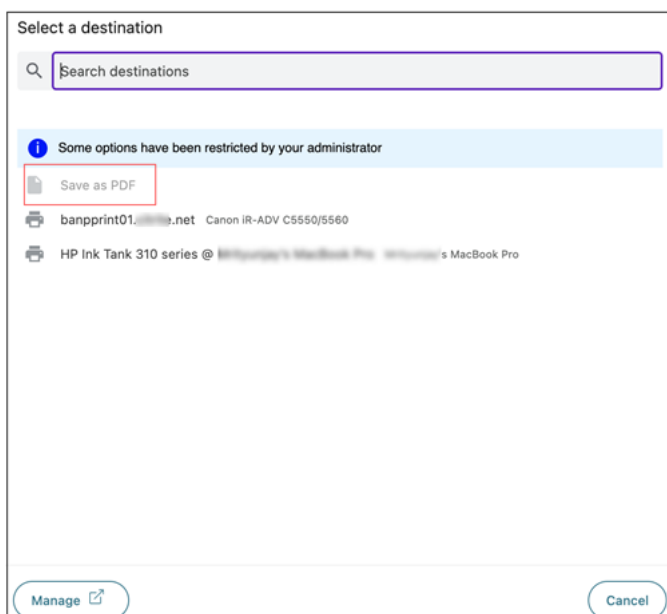 Select a destination
Search destinations
Some options have been restricted by your administrator
Save as PDF
banpprint01. .net Canon iR-ADV C5550/5560
HP Ink Tank 310 series @ 's MacBook Pro
Manage
Cancel